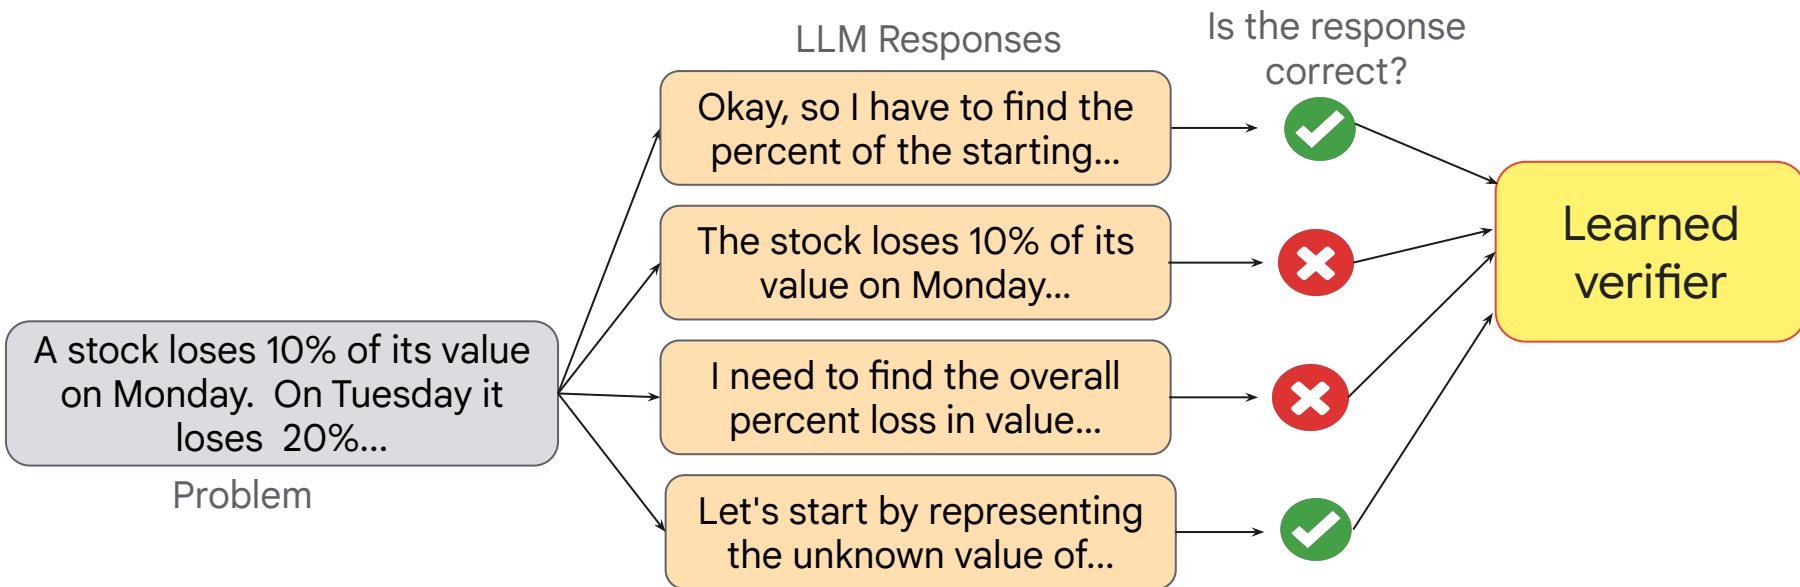 LLM Responses
Is the response
correct?
Okay, so I have to find the
percent of the starting...
The stock loses 10% of its
value on Monday...
Learned
verifier
A stock loses 10% of its value
on Monday.  On Tuesday it
loses  20%...
Problem
I need to find the overall
percent loss in value...
Let's start by representing
the unknown value of...